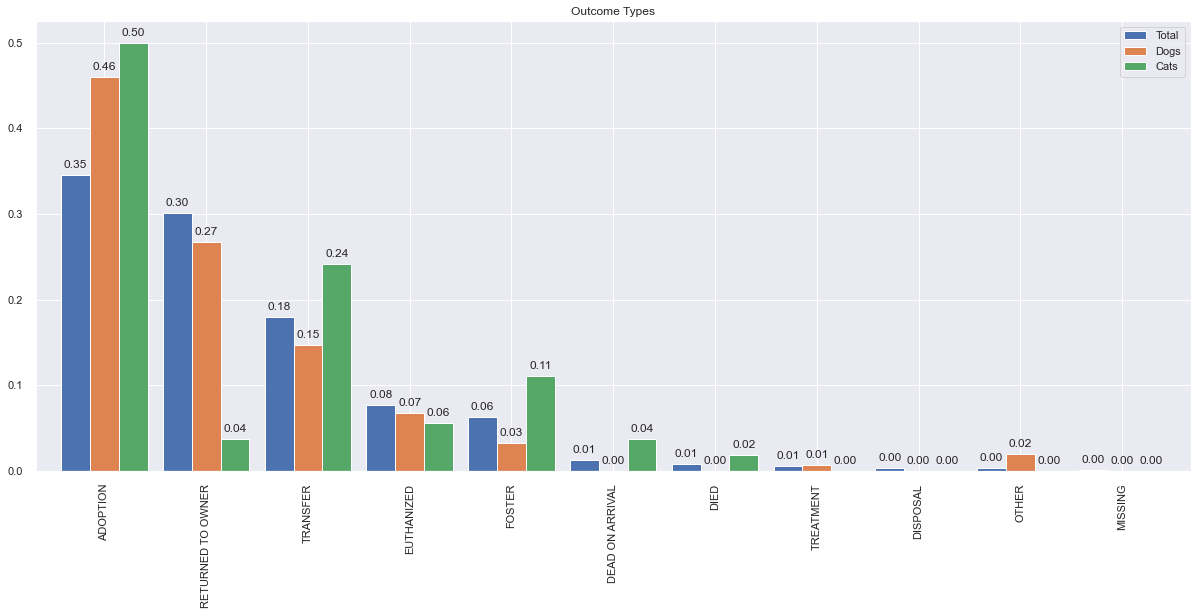 Outcome Types
Total
Dogs
Cats
0.5
0.4
0.3
0.2
0.1
0.0
0.35 0.46 0.50
0.30 0.27 0.04
0.18 0.15 0.24
0.08 0.07 0.06
0.06 0.03 0.11
0.01 0.00 0.04
0.01 0.00 0.02
0.01 0.01 0.00
0.00 0.00 0.00
0.00 0.02 0.00
0.00 0.00 0.00
ADOPTION
RETURNED TO OWNER
TRANSFER
EUTHANIZED
FOSTER
DEAD ON ARRIVAL
DIED
TREATMENT
DISPOSAL
OTHER
MISSING